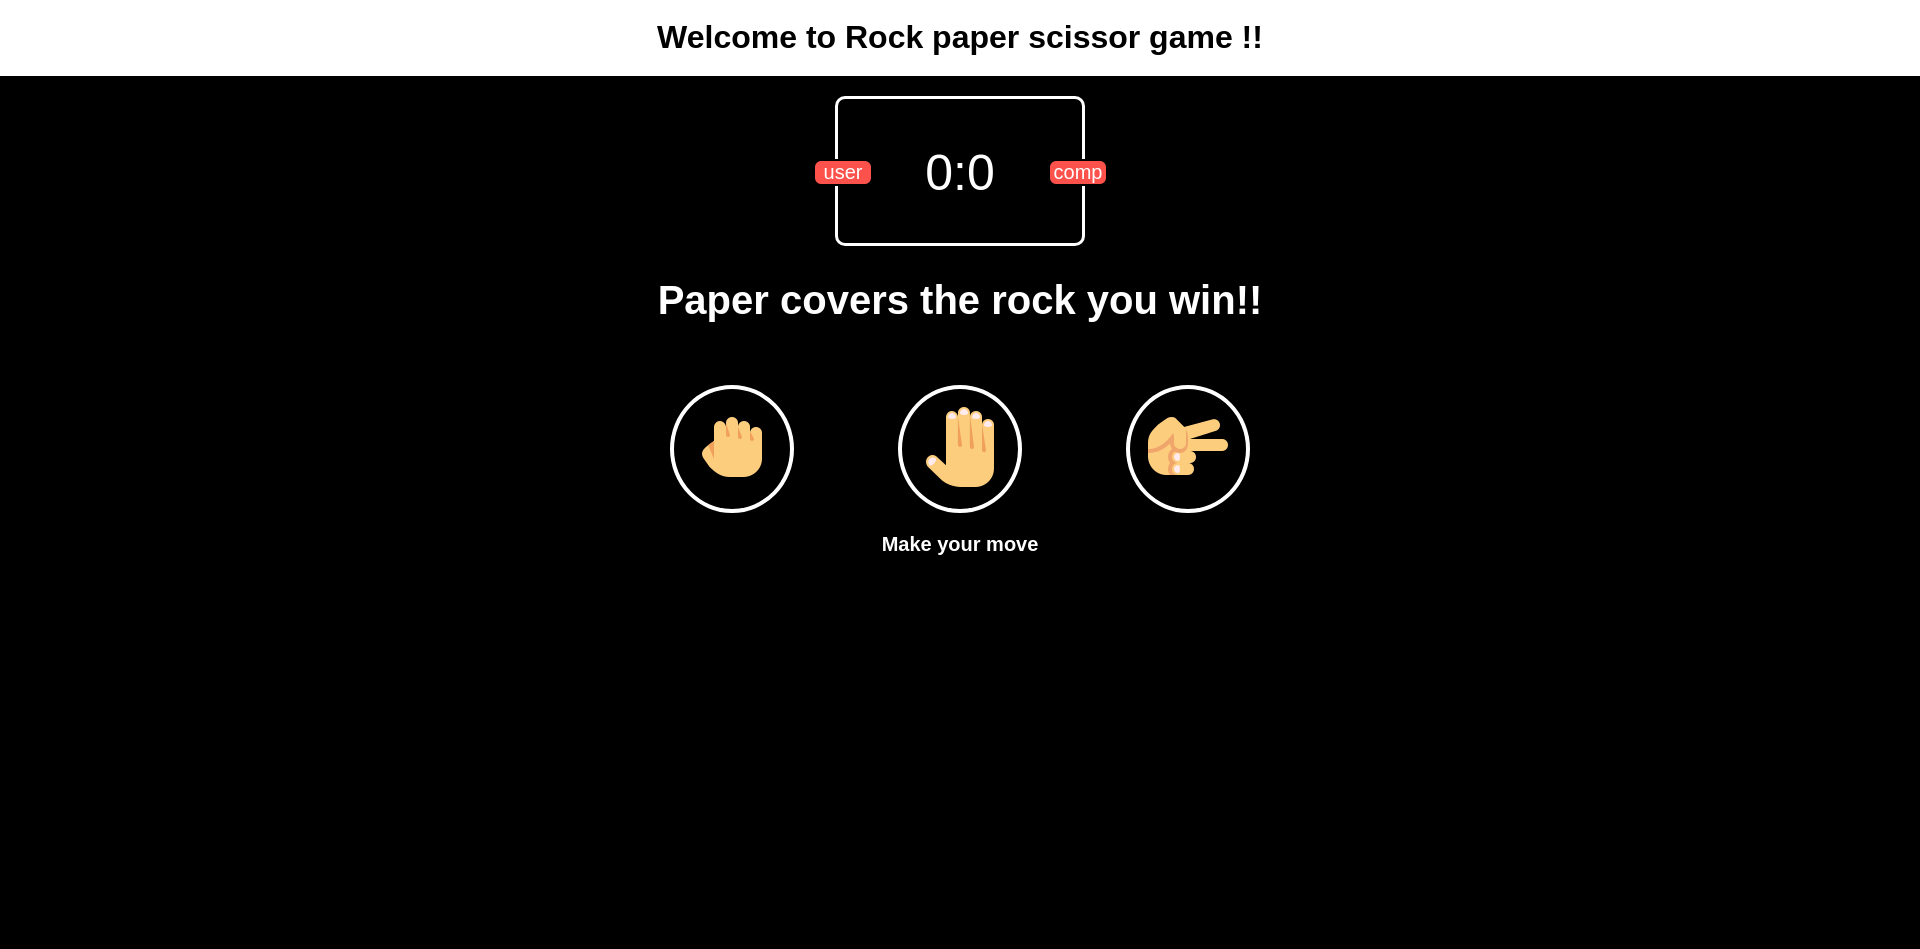 Welcome to Rock paper scissor game !!
user
0:0
comp
Paper covers the rock you win!!
Make your move